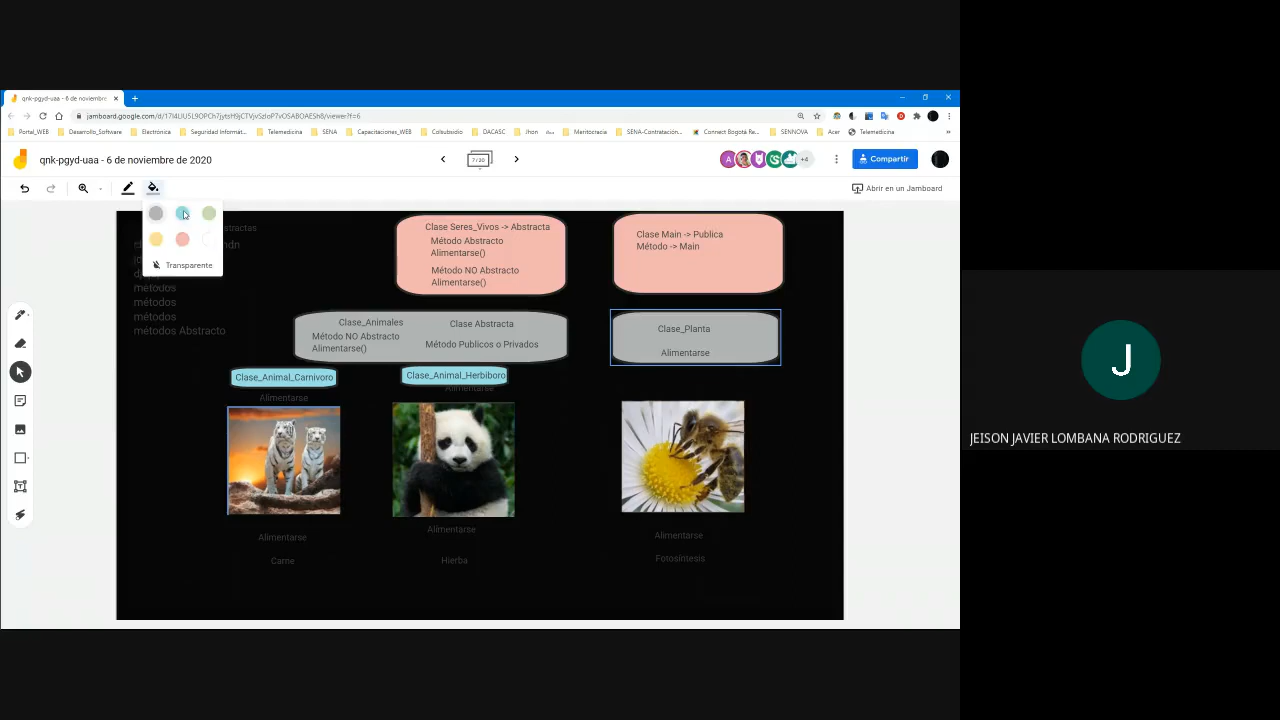 qnk-pgyd-uaa - 6 de noviembre
jamboard.google.com/d/
/viewer?f=6
Portal_WEB
Desarrollo_Software
Electrónica
Seguridad Informát...
Telemedicina
SENA
Capacitaciones_WEB
Colsubsidio
DACASC
Jhon
Meritocracia
SENA-Contratación...
Connect Bogotá Re...
SENNOVA
Acer
Telemedicina
»
qnk-pgyd-uaa - 6 de noviembre de 2020
7/20
A
+4
Compartir
Abrir en un Jamboard
Transparente
métodos
métodos
métodos
métodos Abstracto
Clase Seres_Vivos -> Abstracta
Método Abstracto
Alimentarse()
Método NO Abstracto
Alimentarse()
Clase Main -> Publica
Método -> Main
Clase_Animales
Clase Abstracta
Método NO Abstracto
Alimentarse()
Método Publicos o Privados
Clase_Planta
Alimentarse
Clase_Animal_Carnivoro
Alimentarse
Clase_Animal_Herbiboro
Alimentarse
Alimentarse
Carne
Alimentarse
Hierba
Alimentarse
Fotosíntesis
J
JEISON JAVIER LOMBANA RODRIGUEZ